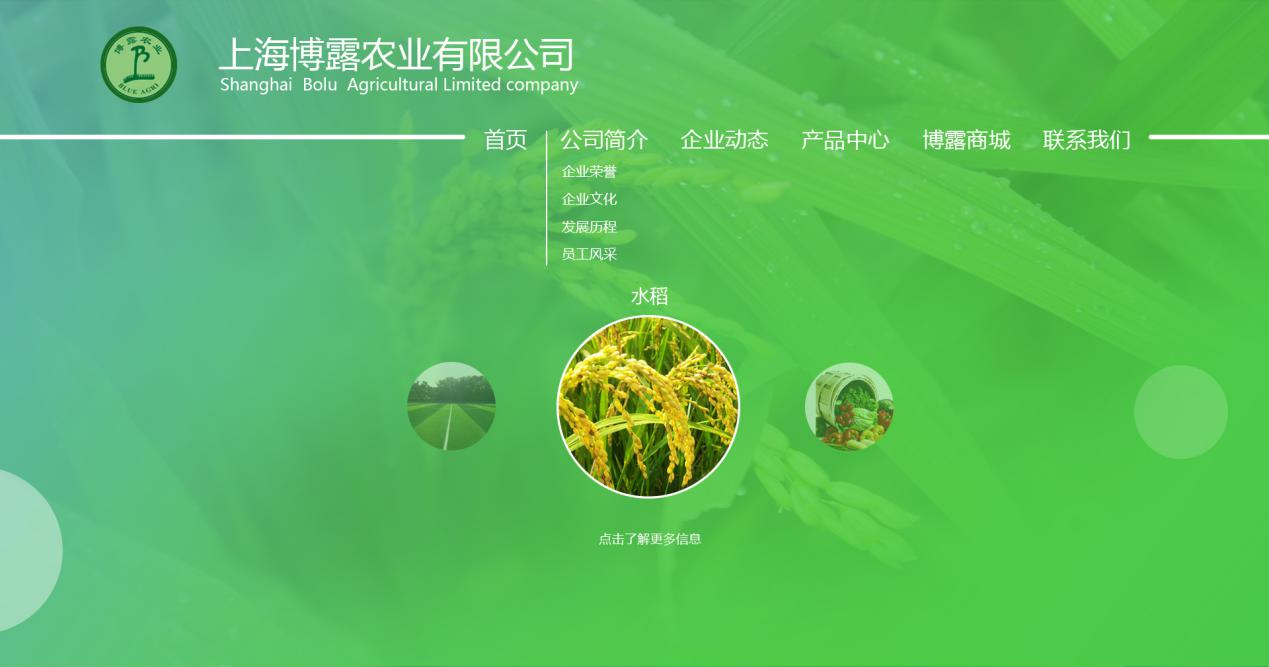 博露农业
B
BLUE AGRI
上海博露农业有限公司
Shanghai Bolu Agricultural Limited company
首页 公司简介 企业动态 产品中心 博露商城 联系我们
企业荣誉
企业文化
发展历程
员工风采
水稻
点击了解更多信息